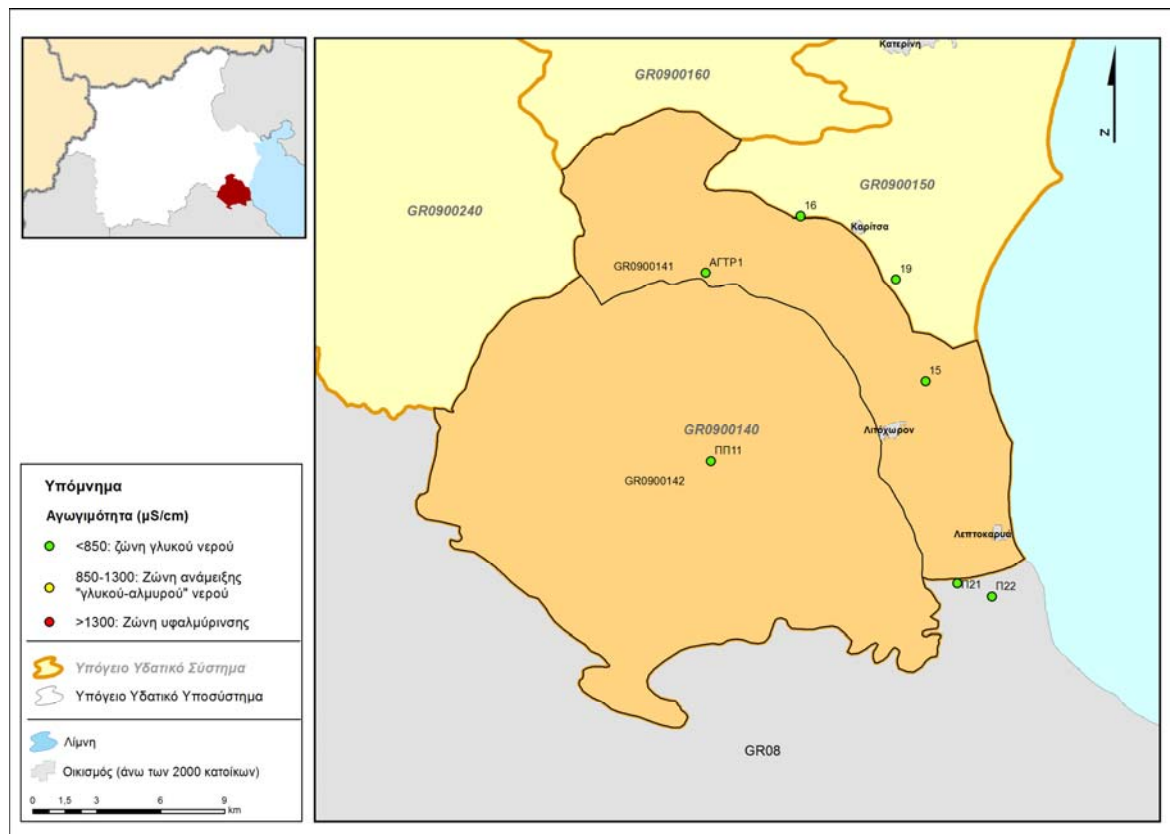 Κατερίνη
GR0900160
Z
GR0900150
GR0900240
16
Καρίτσα
ΑΓΤΡ1
GR0900141
19
15
GR0900140
Λιτόχωρον
ΠΠ11
GR0900142
Λεπτοκαρυά
Π21
Π22
GR08
Υπόμνημα
Αγωγιμότητα (μS/cm)
<850: ζώνη γλυκού νερού
850-1300: Ζώνη ανάμειξης
"γλυκού-αλμυρού" νερού
>1300: Ζώνη υφαλμύρινσης
Υπόγειο Υδατικό Σύστημα
Υπόγειο Υδατικό Υποσύστημα
Λίμνη
Οικισμός (άνω των 2000 κατοίκων)
0 1,5 3 6 9
km